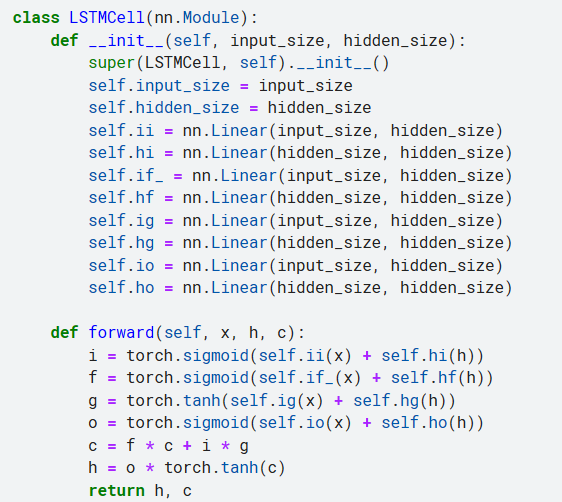 class LSTMCell(nn.Module):
    def __init__(self, input_size, hidden_size):
        super(LSTMCell, self).__init__()
        self.input_size = input_size
        self.hidden_size = hidden_size
        self.ii = nn.Linear(input_size, hidden_size)
        self.hi = nn.Linear(hidden_size, hidden_size)
        self.if_ = nn.Linear(input_size, hidden_size)
        self.hf = nn.Linear(hidden_size, hidden_size)
        self.ig = nn.Linear(input_size, hidden_size)
        self.hg = nn.Linear(hidden_size, hidden_size)
        self.io = nn.Linear(input_size, hidden_size)
        self.ho = nn.Linear(hidden_size, hidden_size)

    def forward(self, x, h, c):
        i = torch.sigmoid(self.ii(x) + self.hi(h))
        f = torch.sigmoid(self.if_(x) + self.hf(h))
        g = torch.tanh(self.ig(x) + self.hg(h))
        o = torch.sigmoid(self.io(x) + self.ho(h))
        c = f * c + i * g
        h = o * torch.tanh(c)
        return h, c